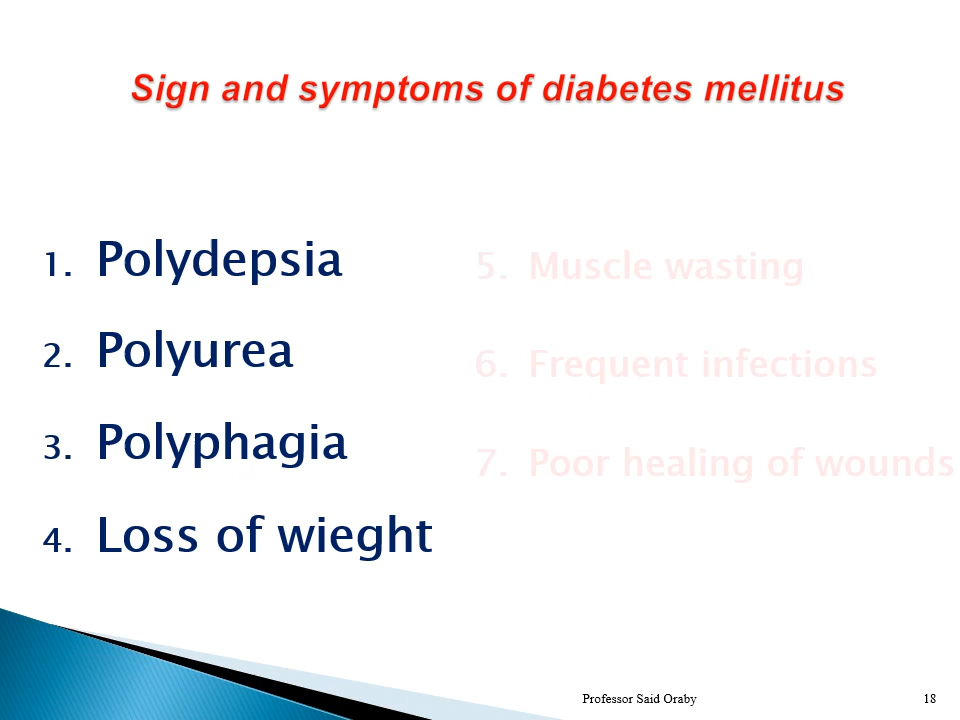 Sign and symptoms of diabetes mellitus
1. Polydepsia
2. Polyurea
3. Polyphagia
4. Loss of wieght
5. Muscle wasting
6. Frequent infections
7. Poor healing of wounds
Professor Said Oraby
18